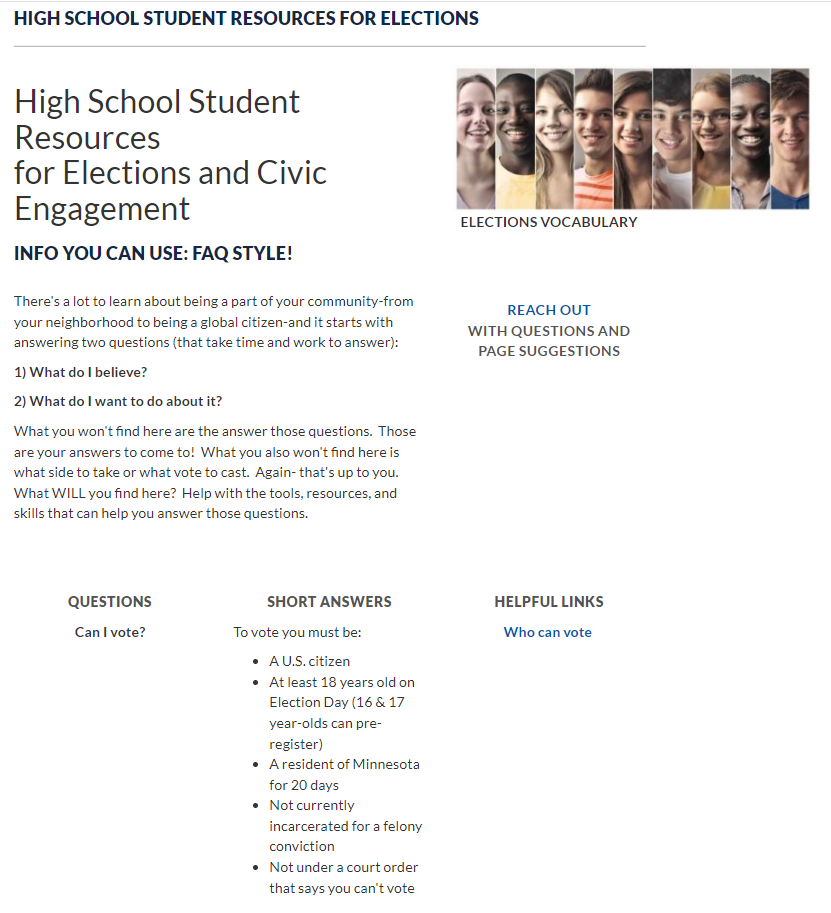 HIGH SCHOOL STUDENT RESOURCES FOR ELECTIONS
High School Student
Resources
for Elections and Civic
Engagement
INFO YOU CAN USE: FAQ STYLE!
There's a lot to learn about being a part of your community-from
your neighborhood to being a global citizen-and it starts with
answering two questions (that take time and work to answer):
1) What do I believe?
2) What do I want to do about it?
What you won't find here are the answer those questions.  Those
are your answers to come to!  What you also won't find here is
what side to take or what vote to cast.  Again- that's up to you.
What WILL you find here?  Help with the tools, resources, and
skills that can help you answer those questions.
ELECTIONS VOCABULARY
REACH OUT
WITH QUESTIONS AND
PAGE SUGGESTIONS
QUESTIONS
Can I vote?
SHORT ANSWERS
To vote you must be:
• A U.S. citizen
• At least 18 years old on
Election Day (16 & 17
year-olds can pre-
register)
• A resident of Minnesota
for 20 days
• Not currently
incarcerated for a felony
conviction
• Not under a court order
that says you can't vote
HELPFUL LINKS
Who can vote